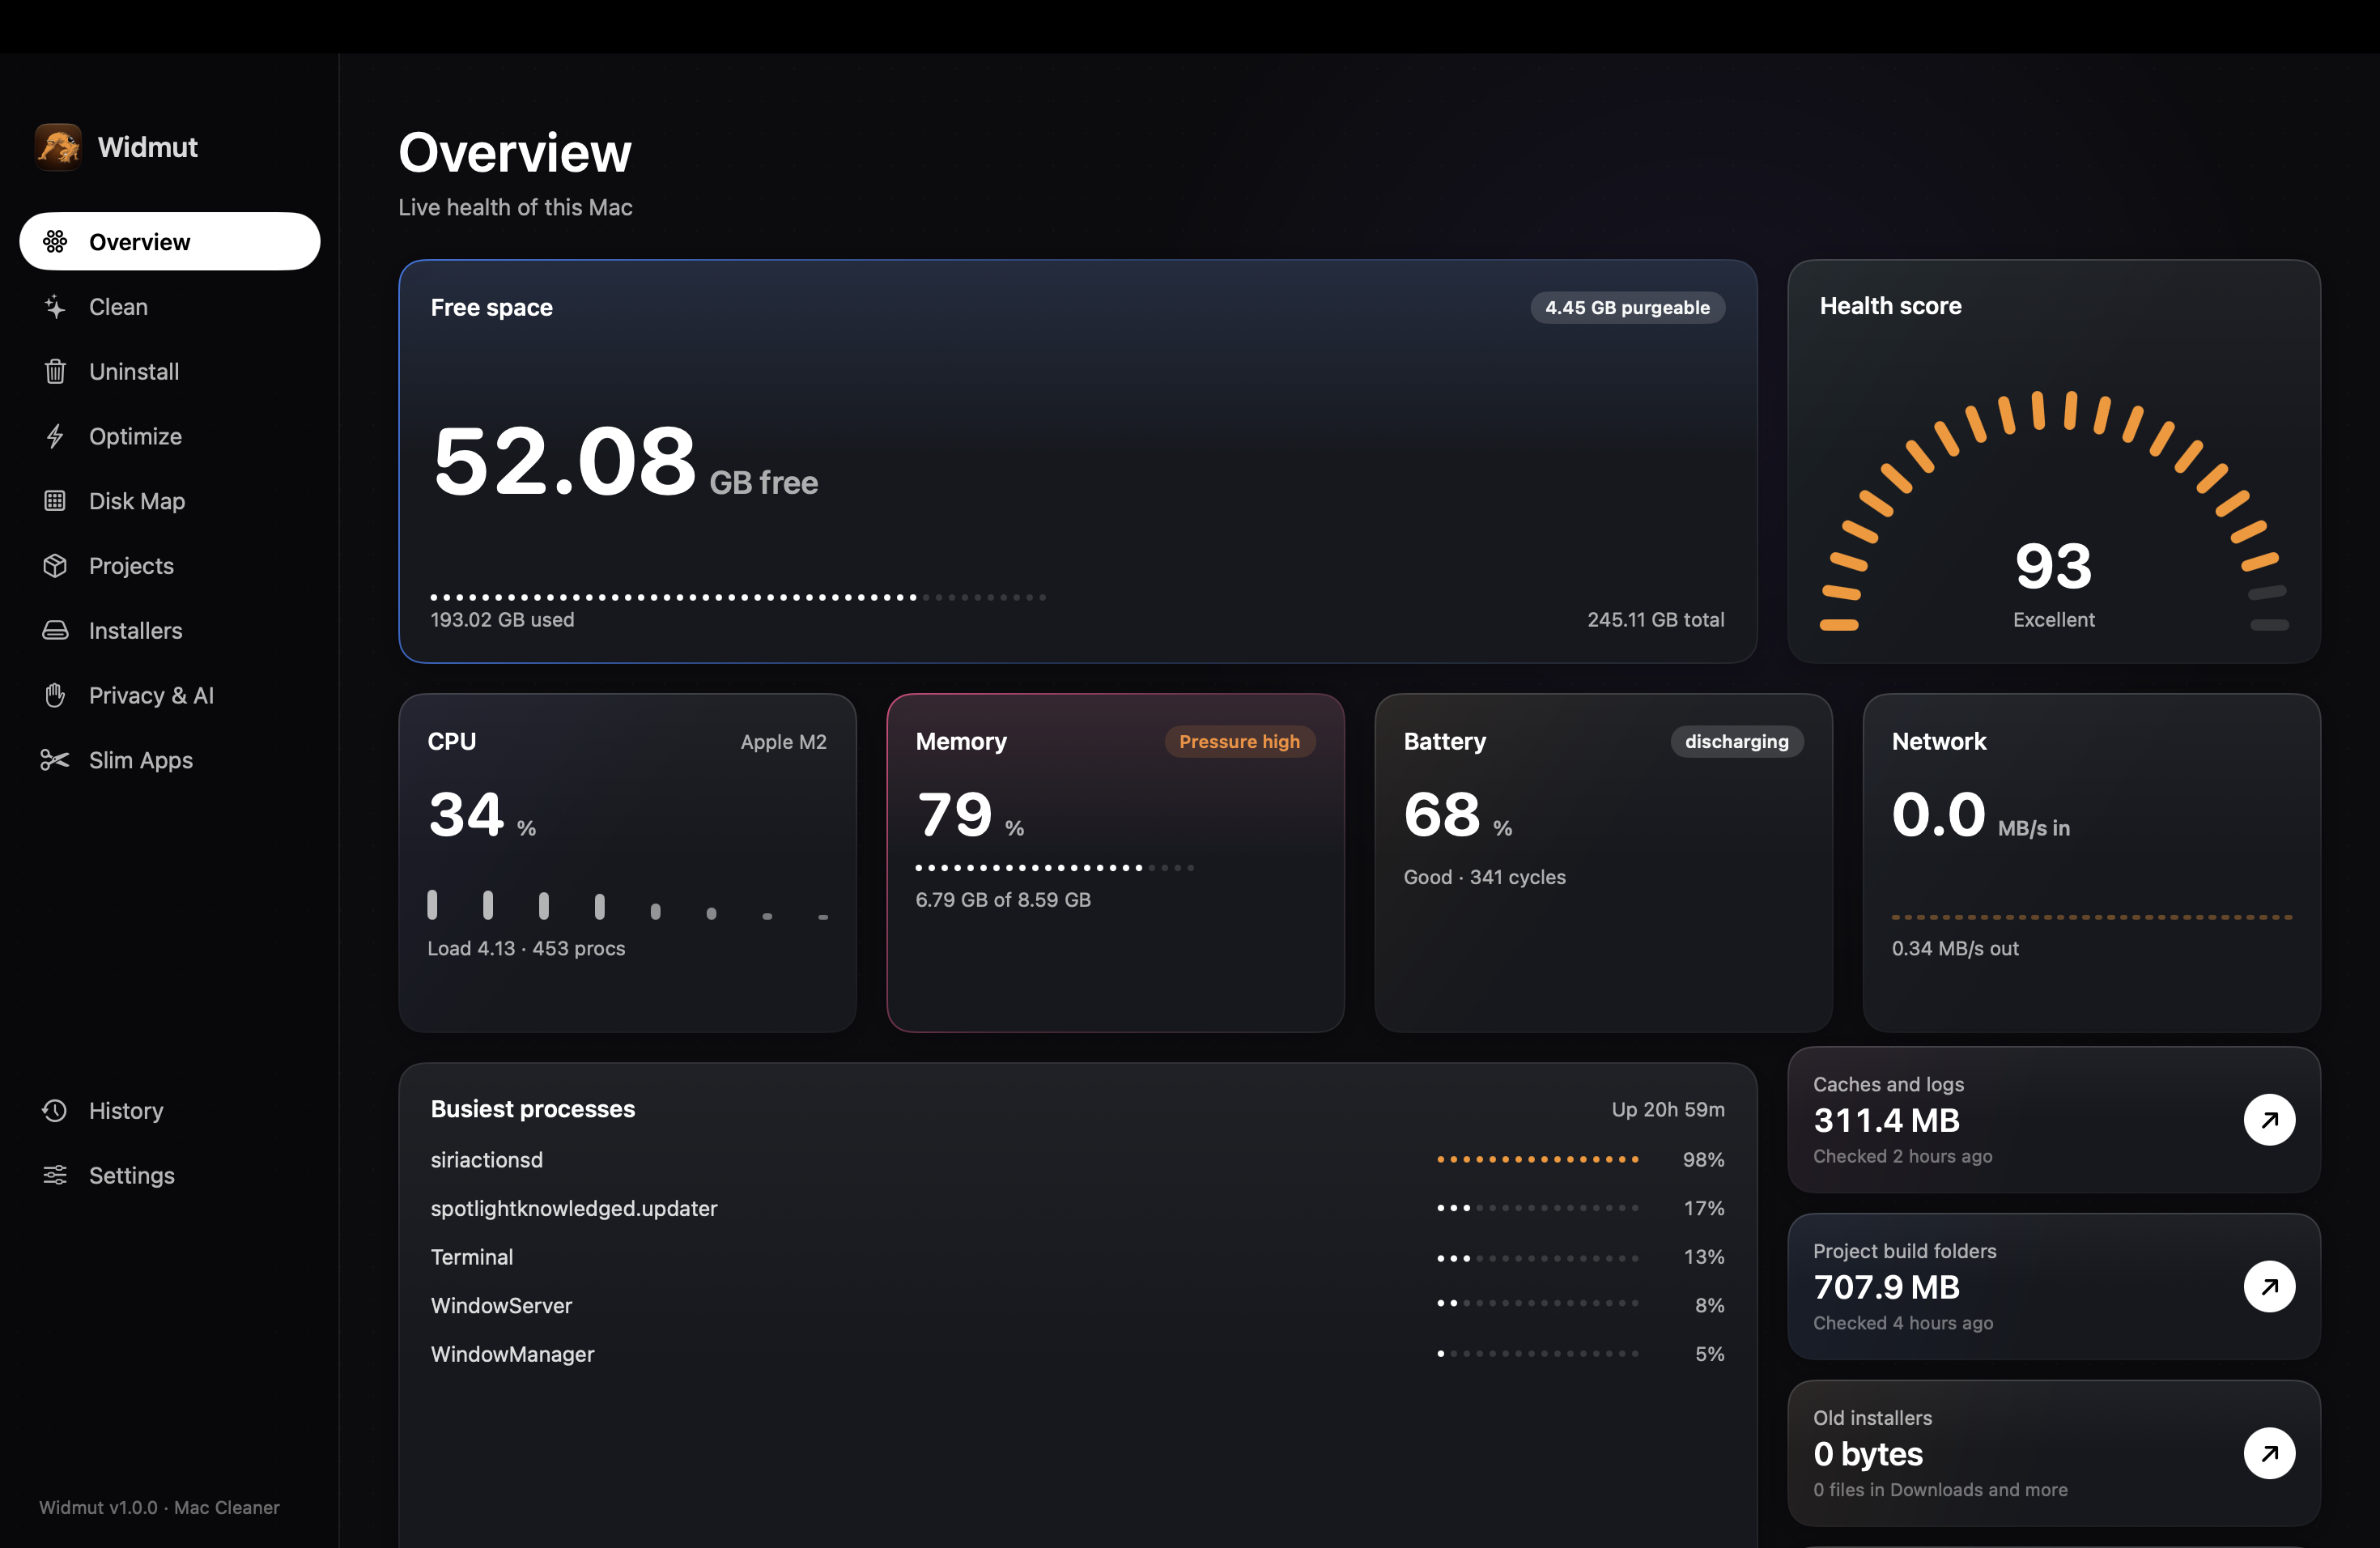 Widmut
Overview
Clean
Uninstall
Optimize
Disk Map
Projects
Installers
Privacy & AI
Slim Apps
History
Settings
Widmut v1.0.0 · Mac Cleaner
Overview
Live health of this Mac
Free space
4.45 GB purgeable
52.08 GB free
193.02 GB used
245.11 GB total
Health score
93
Excellent
CPU
Apple M2
34 %
Load 4.13 · 453 procs
Memory
Pressure high
79 %
6.79 GB of 8.59 GB
Battery
discharging
68 %
Good · 341 cycles
Network
0.0 MB/s in
0.34 MB/s out
Busiest processes
Up 20h 59m
siriactionsd 98%
spotlightknowledged.updater 17%
Terminal 13%
WindowServer 8%
WindowManager 5%
Caches and logs
311.4 MB
Checked 2 hours ago
Project build folders
707.9 MB
Checked 4 hours ago
Old installers
0 bytes
0 files in Downloads and more